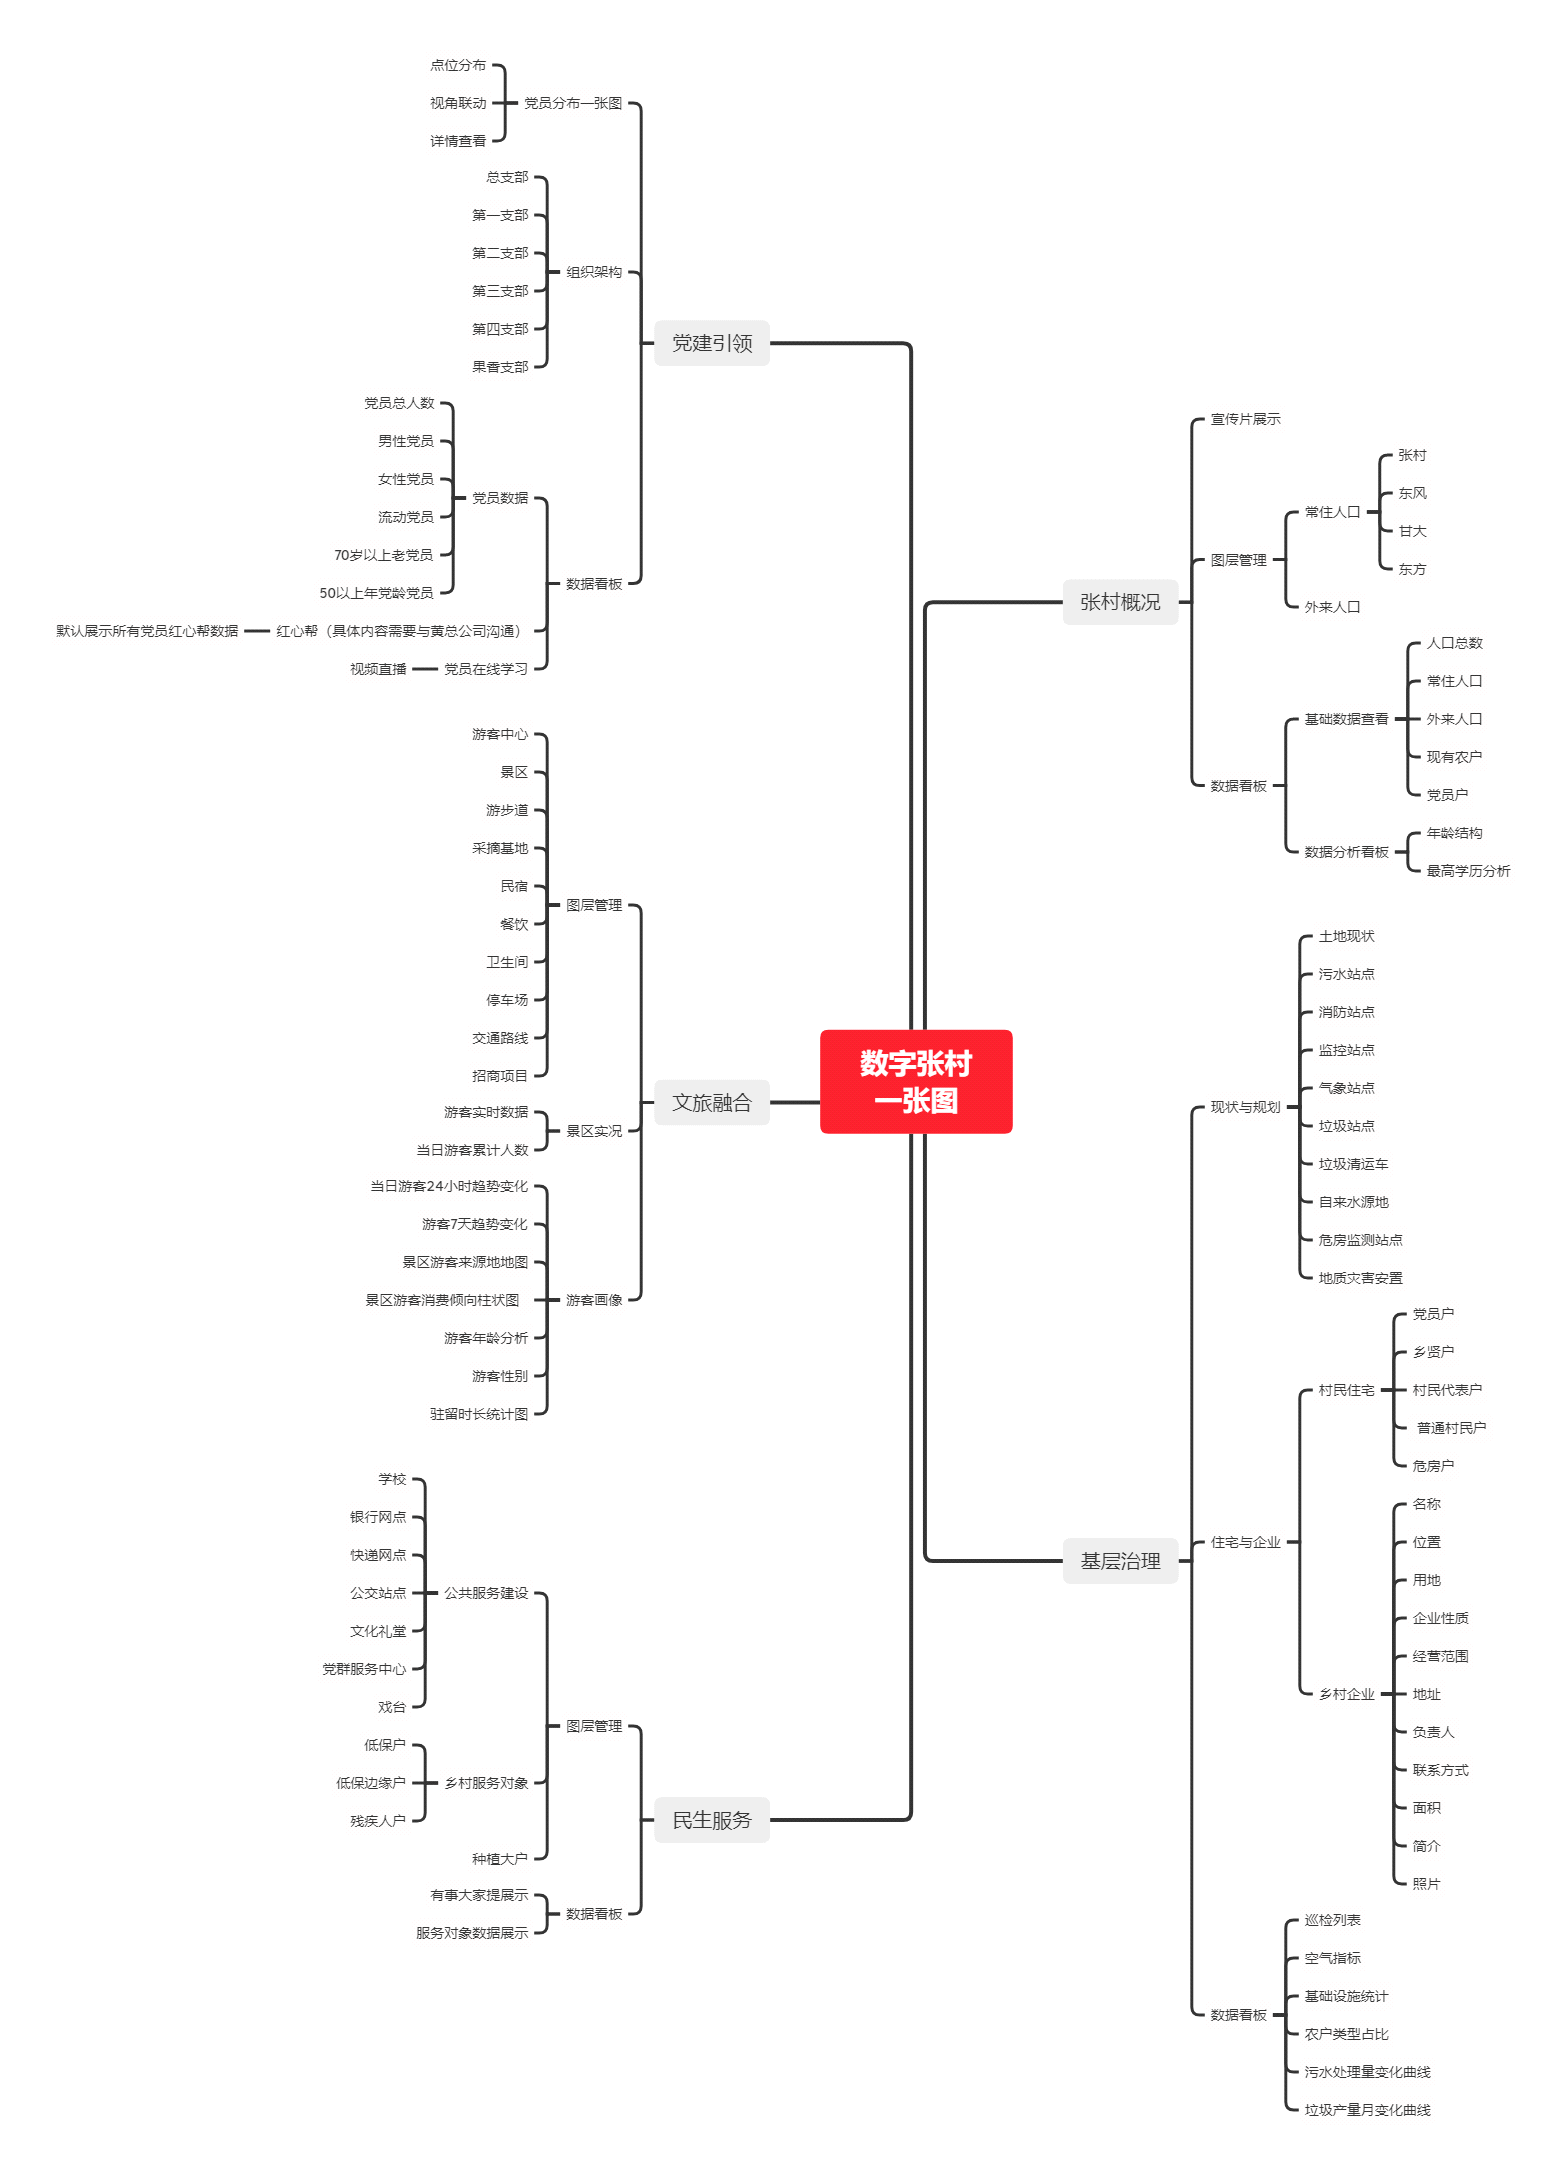 数字张村
一张图
张村概况
宣传片展示
图层管理
常住人口
张村
东风
甘大
东方
外来人口
数据看板
基础数据查看
人口总数
常住人口
外来人口
现有农户
党员户
数据分析看板
年龄结构
最高学历分析
基层治理
现状与规划
土地现状
污水站点
消防站点
监控站点
气象站点
垃圾站点
垃圾清运车
自来水源地
危房监测站点
地质灾害安置
住宅与企业
村民住宅
党员户
乡贤户
村民代表户
普通村民户
危房户
乡村企业
名称
位置
用地
企业性质
经营范围
地址
负责人
联系方式
面积
简介
照片
数据看板
巡检列表
空气指标
基础设施统计
农户类型占比
污水处理量变化曲线
垃圾产量月变化曲线
党建引领
党员分布一张图
点位分布
视角联动
详情查看
组织架构
总支部
第一支部
第二支部
第三支部
第四支部
果香支部
数据看板
党员数据
党员总人数
男性党员
女性党员
流动党员
70岁以上老党员
50以上年党龄党员
红心帮（具体内容需要与黄总公司沟通）
默认展示所有党员红心帮数据
党员在线学习
视频直播
文旅融合
图层管理
游客中心
景区
游步道
采摘基地
民宿
餐饮
卫生间
停车场
交通路线
招商项目
景区实况
游客实时数据
当日游客累计人数
游客画像
当日游客24小时趋势变化
游客7天趋势变化
景区游客来源地地图
景区游客消费倾向柱状图
游客年龄分析
游客性别
驻留时长统计图
民生服务
图层管理
公共服务建设
学校
银行网点
快递网点
公交站点
文化礼堂
党群服务中心
戏台
乡村服务对象
低保户
低保边缘户
残疾人户
种植大户
数据看板
有事大家提展示
服务对象数据展示